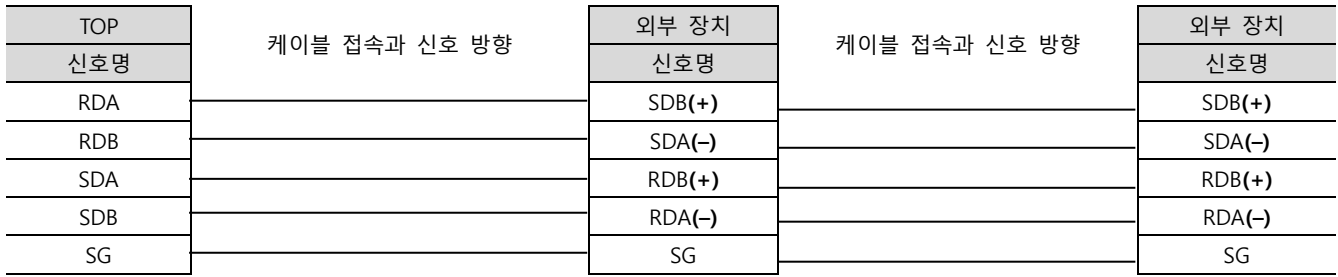 TOP 케이블 접속과 신호 방향 외부 장치 케이블 접속과 신호 방향 외부 장치
신호명 신호명 신호명
RDA SDB(+) SDB(+)
RDB SDA(–) SDA(–)
SDA RDB(+) RDB(+)
SDB RDA(–) RDA(–)
SG SG SG